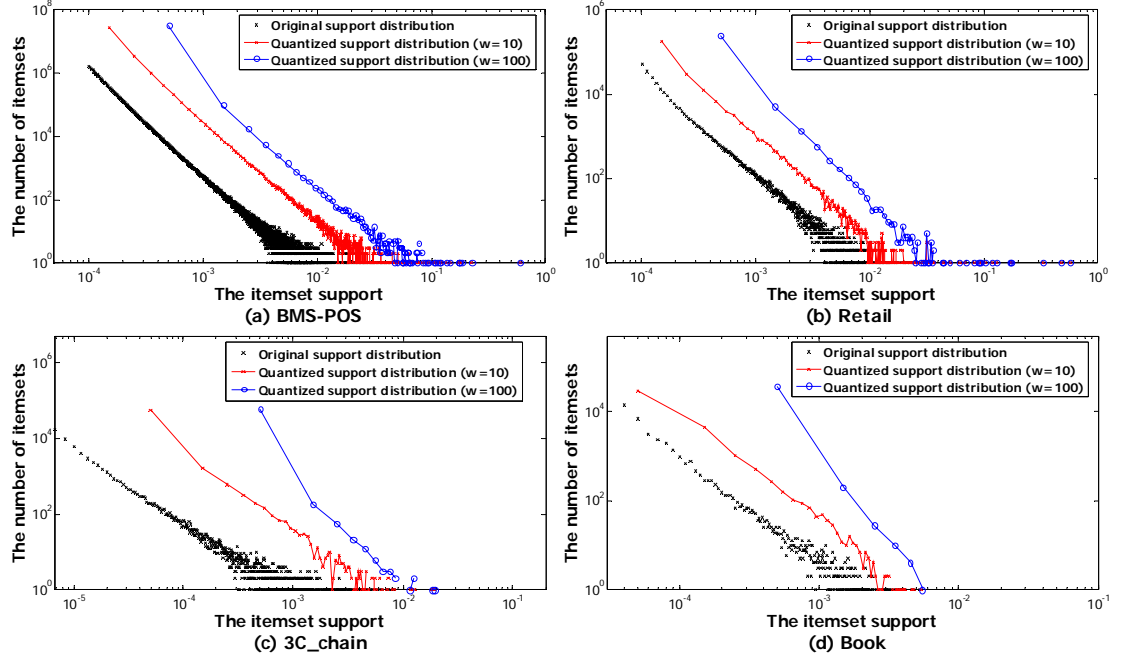 The number of itemsets
10^8
10^6
10^4
10^2
10^0
Original support distribution
Quantized support distribution (w=10)
Quantized support distribution (w=100)
10^-4
10^-3
10^-2
10^-1
10^0
The itemset support
(a) BMS-POS
The number of itemsets
10^6
10^4
10^2
10^0
Original support distribution
Quantized support distribution (w=10)
Quantized support distribution (w=100)
10^-4
10^-3
10^-2
10^-1
10^0
The itemset support
(b) Retail
The number of itemsets
10^6
10^4
10^2
10^0
Original support distribution
Quantized support distribution (w=10)
Quantized support distribution (w=100)
10^-5
10^-4
10^-3
10^-2
10^-1
The itemset support
(c) 3C_chain
The number of itemsets
10^4
10^2
10^0
Original support distribution
Quantized support distribution (w=10)
Quantized support distribution (w=100)
10^-4
10^-3
10^-2
10^-1
The itemset support
(d) Book